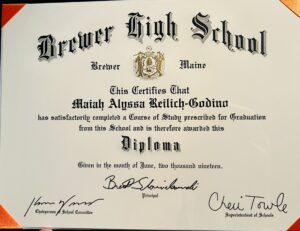 Brewer High School
Brewer Maine
This Certifies That
Maiah Alyssa Reilich-Godino
has satisfactorily completed a Course of Study prescribed for Graduation
from this School and is therefore awarded this
Diploma
Given in the month of June, two thousand nineteen.
Principal
Cheri Towle
Chairperson of School Committee
Superintendent of Schools